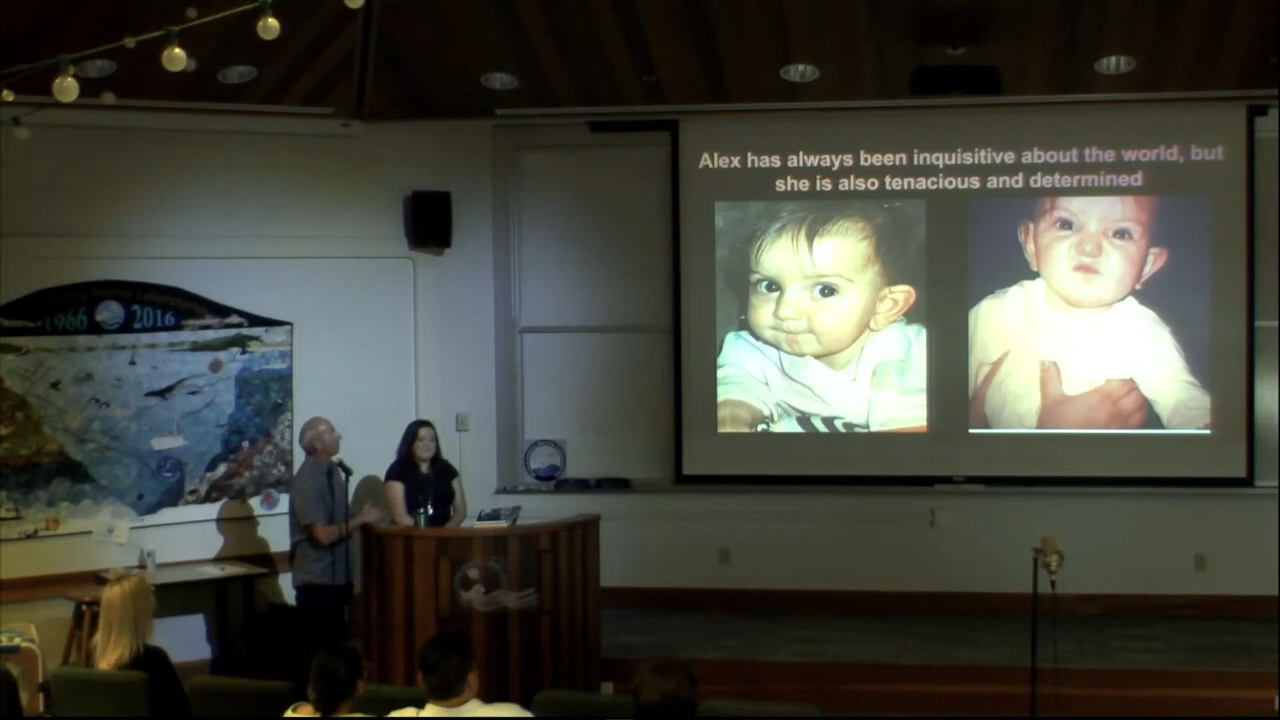 Alex has always been inquisitive about the world, but
she is also tenacious and determined
1966 2016